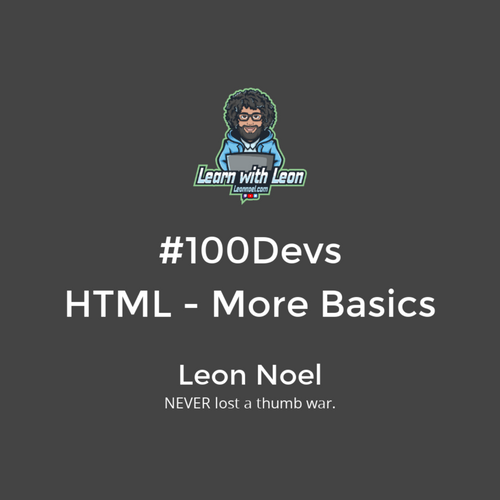 Learn with Leon
Leonnoel.com
#100Devs
HTML - More Basics
Leon Noel
NEVER lost a thumb war.